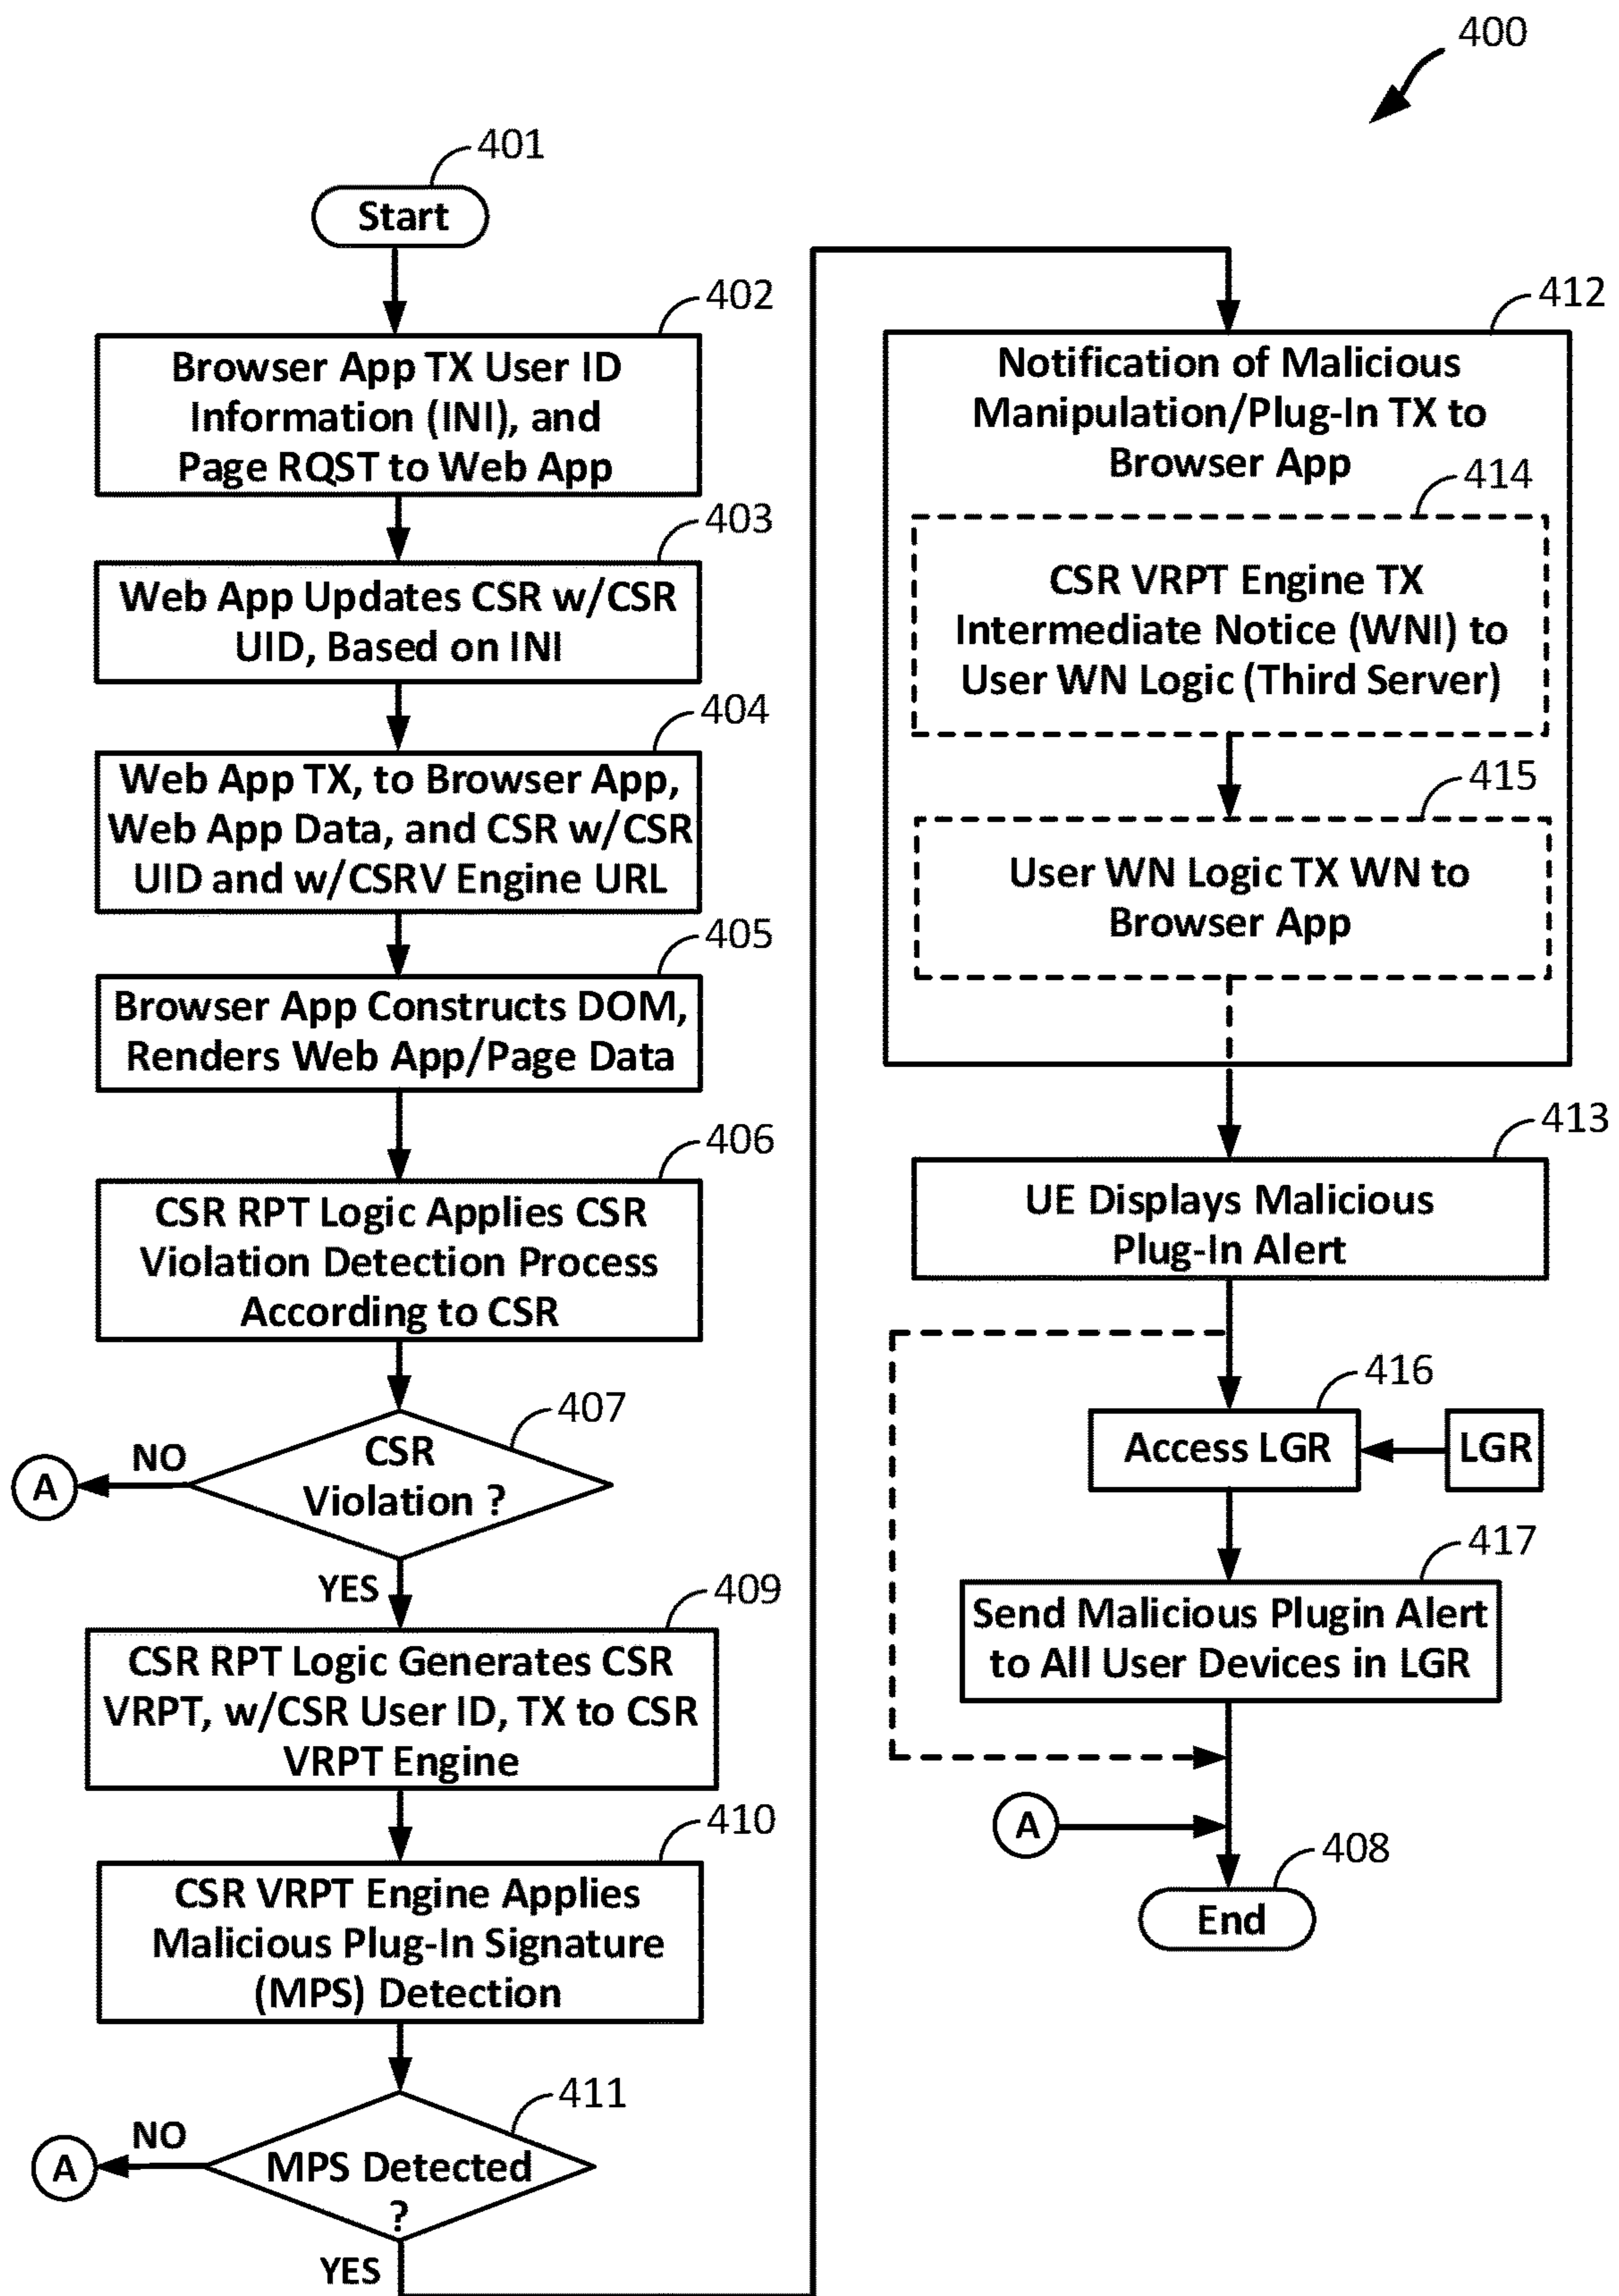 400
401
Start
402
Browser App TX User ID
Information (INI), and
Page RQST to Web App
403
Web App Updates CSR w/CSR
UID, Based on INI
404
Web App TX, to Browser App,
Web App Data, and CSR w/CSR
UID and w/CSRV Engine URL
405
Browser App Constructs DOM,
Renders Web App/Page Data
406
CSR RPT Logic Applies CSR
Violation Detection Process
According to CSR
407
CSR
Violation ?
NO
A
YES
409
CSR RPT Logic Generates CSR
VRPT, w/CSR User ID, TX to CSR
VRPT Engine
410
CSR VRPT Engine Applies
Malicious Plug-In Signature
(MPS) Detection
411
MPS Detected
?
NO
A
YES
412
Notification of Malicious
Manipulation/Plug-In TX to
Browser App
414
CSR VRPT Engine TX
Intermediate Notice (WNI) to
User WN Logic (Third Server)
415
User WN Logic TX WN to
Browser App
413
UE Displays Malicious
Plug-In Alert
416
Access LGR
LGR
417
Send Malicious Plugin Alert
to All User Devices in LGR
A
408
End